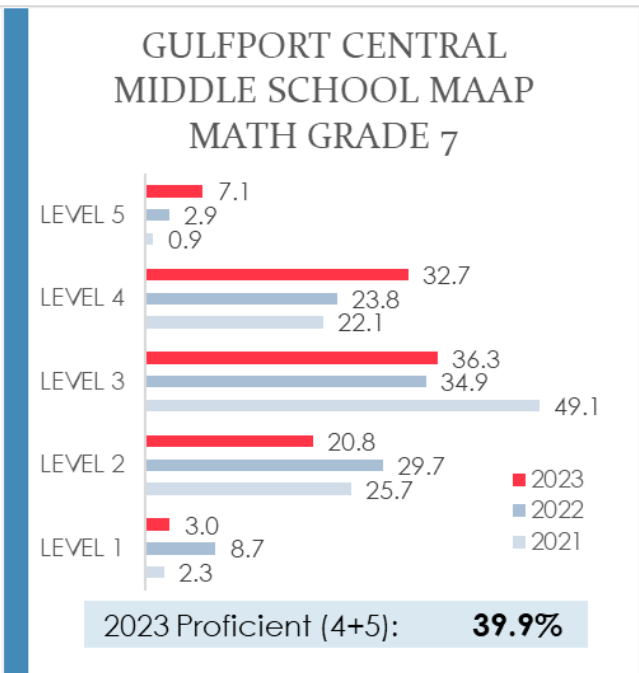 GULFPORT CENTRAL
MIDDLE SCHOOL MAAP
MATH GRADE 7
7.1
LEVEL 5
2.9
0.9
32.7
LEVEL 4
23.8
22.1
36.3
LEVEL 3
34.9
49.1
20.8
LEVEL 2
29.7
25.7
2023
2022
2021
3.0
LEVEL 1
8.7
2.3
2023 Proficient (4+5): 39.9%